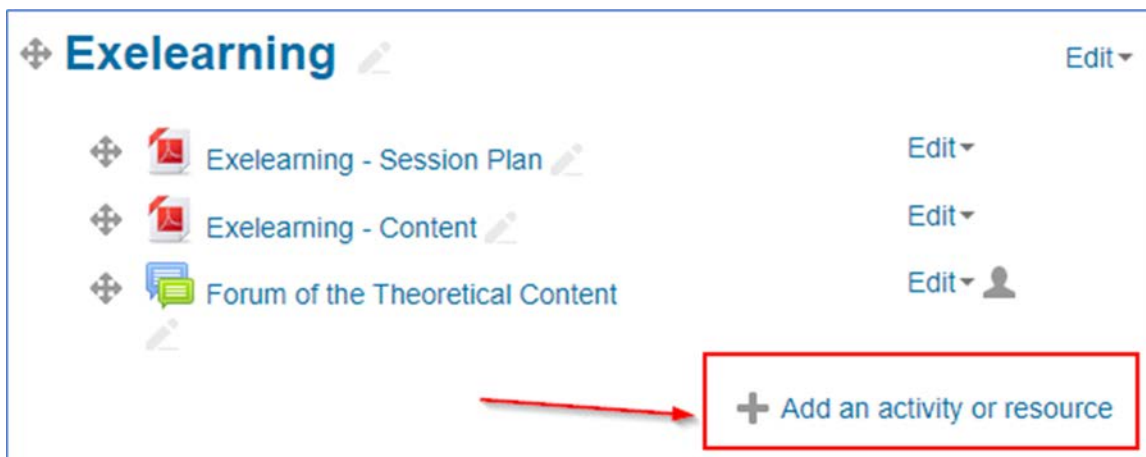 Exelearning Edit
Exelearning - Session Plan Edit
Exelearning - Content Edit
Forum of the Theoretical Content Edit
Add an activity or resource